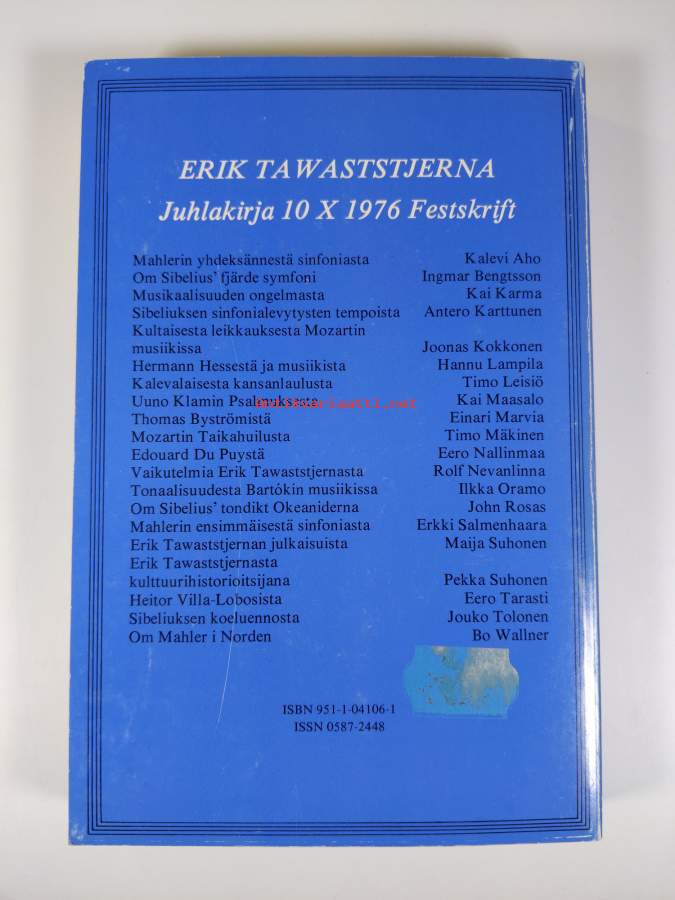 ERIK TAWASTSTJERNA
Juhlakirja 10 X 1976 Festskrift
Mahlerin yhdeksännestä sinfoniasta Kalevi Aho
Om Sibelius' fjärde symfoni Ingmar Bengtsson
Musikaalisuuden ongelmasta Kai Karma
Sibeliuksen sinfonialevytysten tempoista Antero Karttunen
Kultaisesta leikkauksesta Mozartin
musiikissa Joonas Kokkonen
Hermann Hessestä ja musiikista Hannu Lampila
Kalevalaisesta kansanlaulusta Timo Leisiö
Uuno Klamin Psalmuksesta Kai Maasalo
antikvariaatti.net
Thomas Byströmistä Einari Marvia
Mozartin Taikahuilusta Timo Mäkinen
Edouard Du Puystä Eero Nallinmaa
Vaikutelmia Erik Tawaststjernasta Rolf Nevanlinna
Tonaalisuudesta Bartókin musiikissa Ilkka Oramo
Om Sibelius' tondikt Okeaniderna John Rosas
Mahlerin ensimmäisestä sinfoniasta Erkki Salmenhaara
Erik Tawaststjernan julkaisuista Maija Suhonen
Erik Tawaststjernasta
kulttuurihistorioitsijana Pekka Suhonen
Heitor Villa-Lobosista Eero Tarasti
Sibeliuksen koeluennosta Jouko Tolonen
Om Mahler i Norden Bo Wallner
ISBN 951-1-04106-1
ISSN 0587-2448